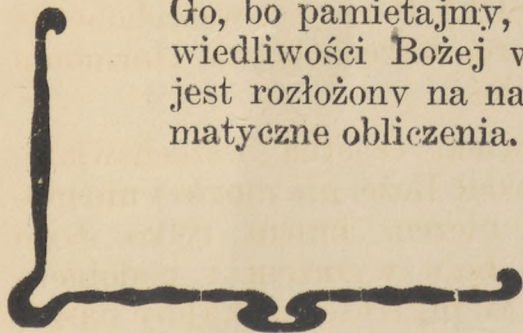 Go, bo pamiętajmy,
wiedliwości Bożej w
jest rozłożony na na
matyczne obliczenia.